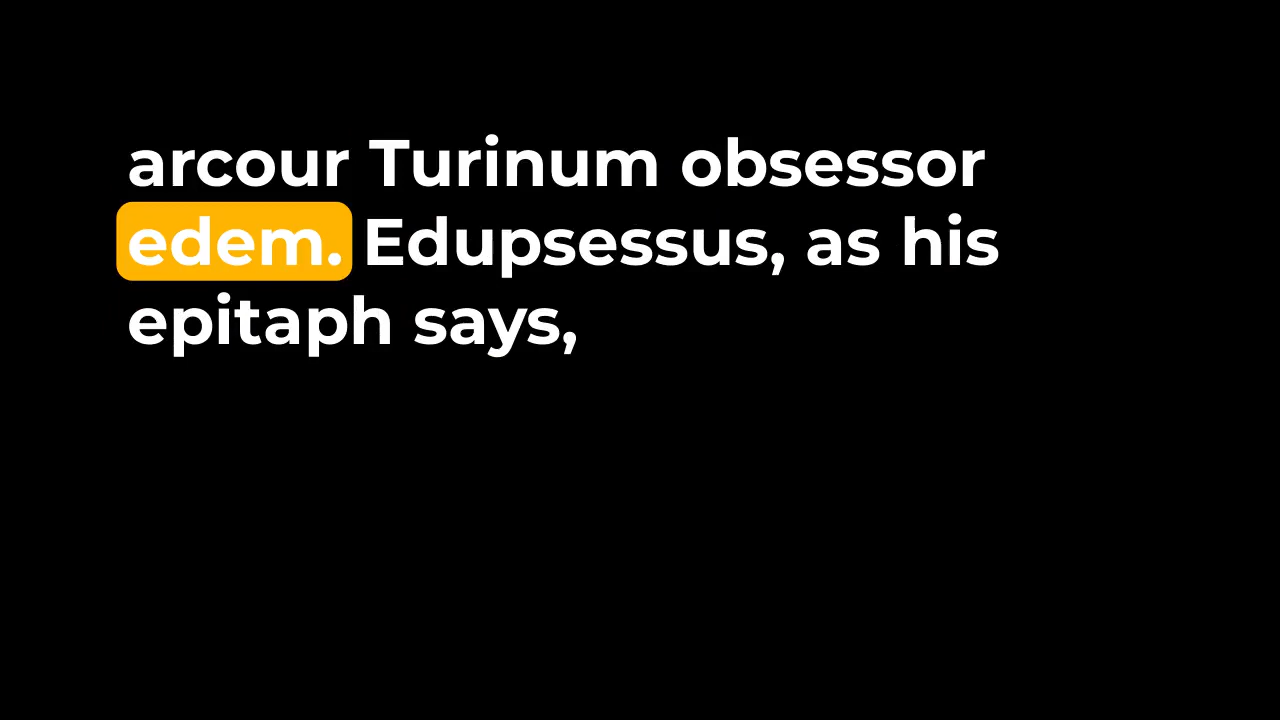 arcour Turinum obsessor
edem. Edupsessus, as his
epitaph says,